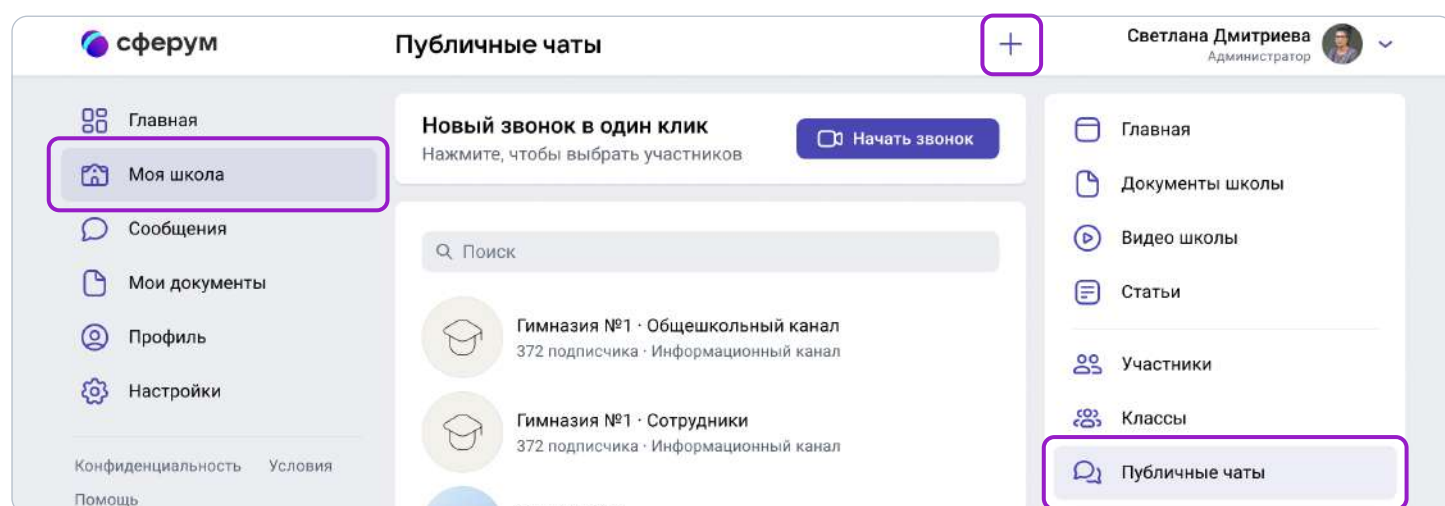 сферум
Публичные чаты
Светлана Дмитриева
Администратор
Главная
Моя школа
Сообщения
Мои документы
Профиль
Настройки
Конфиденциальность Условия
Помощь
Новый звонок в один клик
Нажмите, чтобы выбрать участников
Начать звонок
Поиск
Гимназия №1 · Общешкольный канал
372 подписчика · Информационный канал
Гимназия №1 · Сотрудники
372 подписчика · Информационный канал
Главная
Документы школы
Видео школы
Статьи
Участники
Классы
Публичные чаты